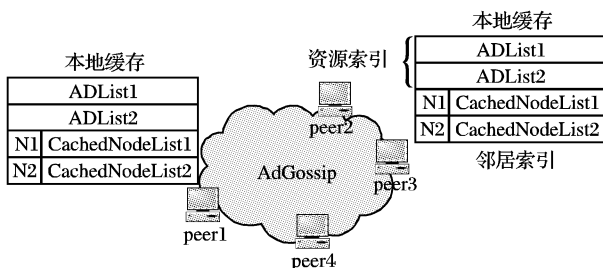 本地缓存
ADList1
ADList2
N1 CachedNodeList1
N2 CachedNodeList2
资源索引
本地缓存
ADList1
ADList2
N1 CachedNodeList1
N2 CachedNodeList2
邻居索引
peer2
AdGossip
peer3
peer1
peer4